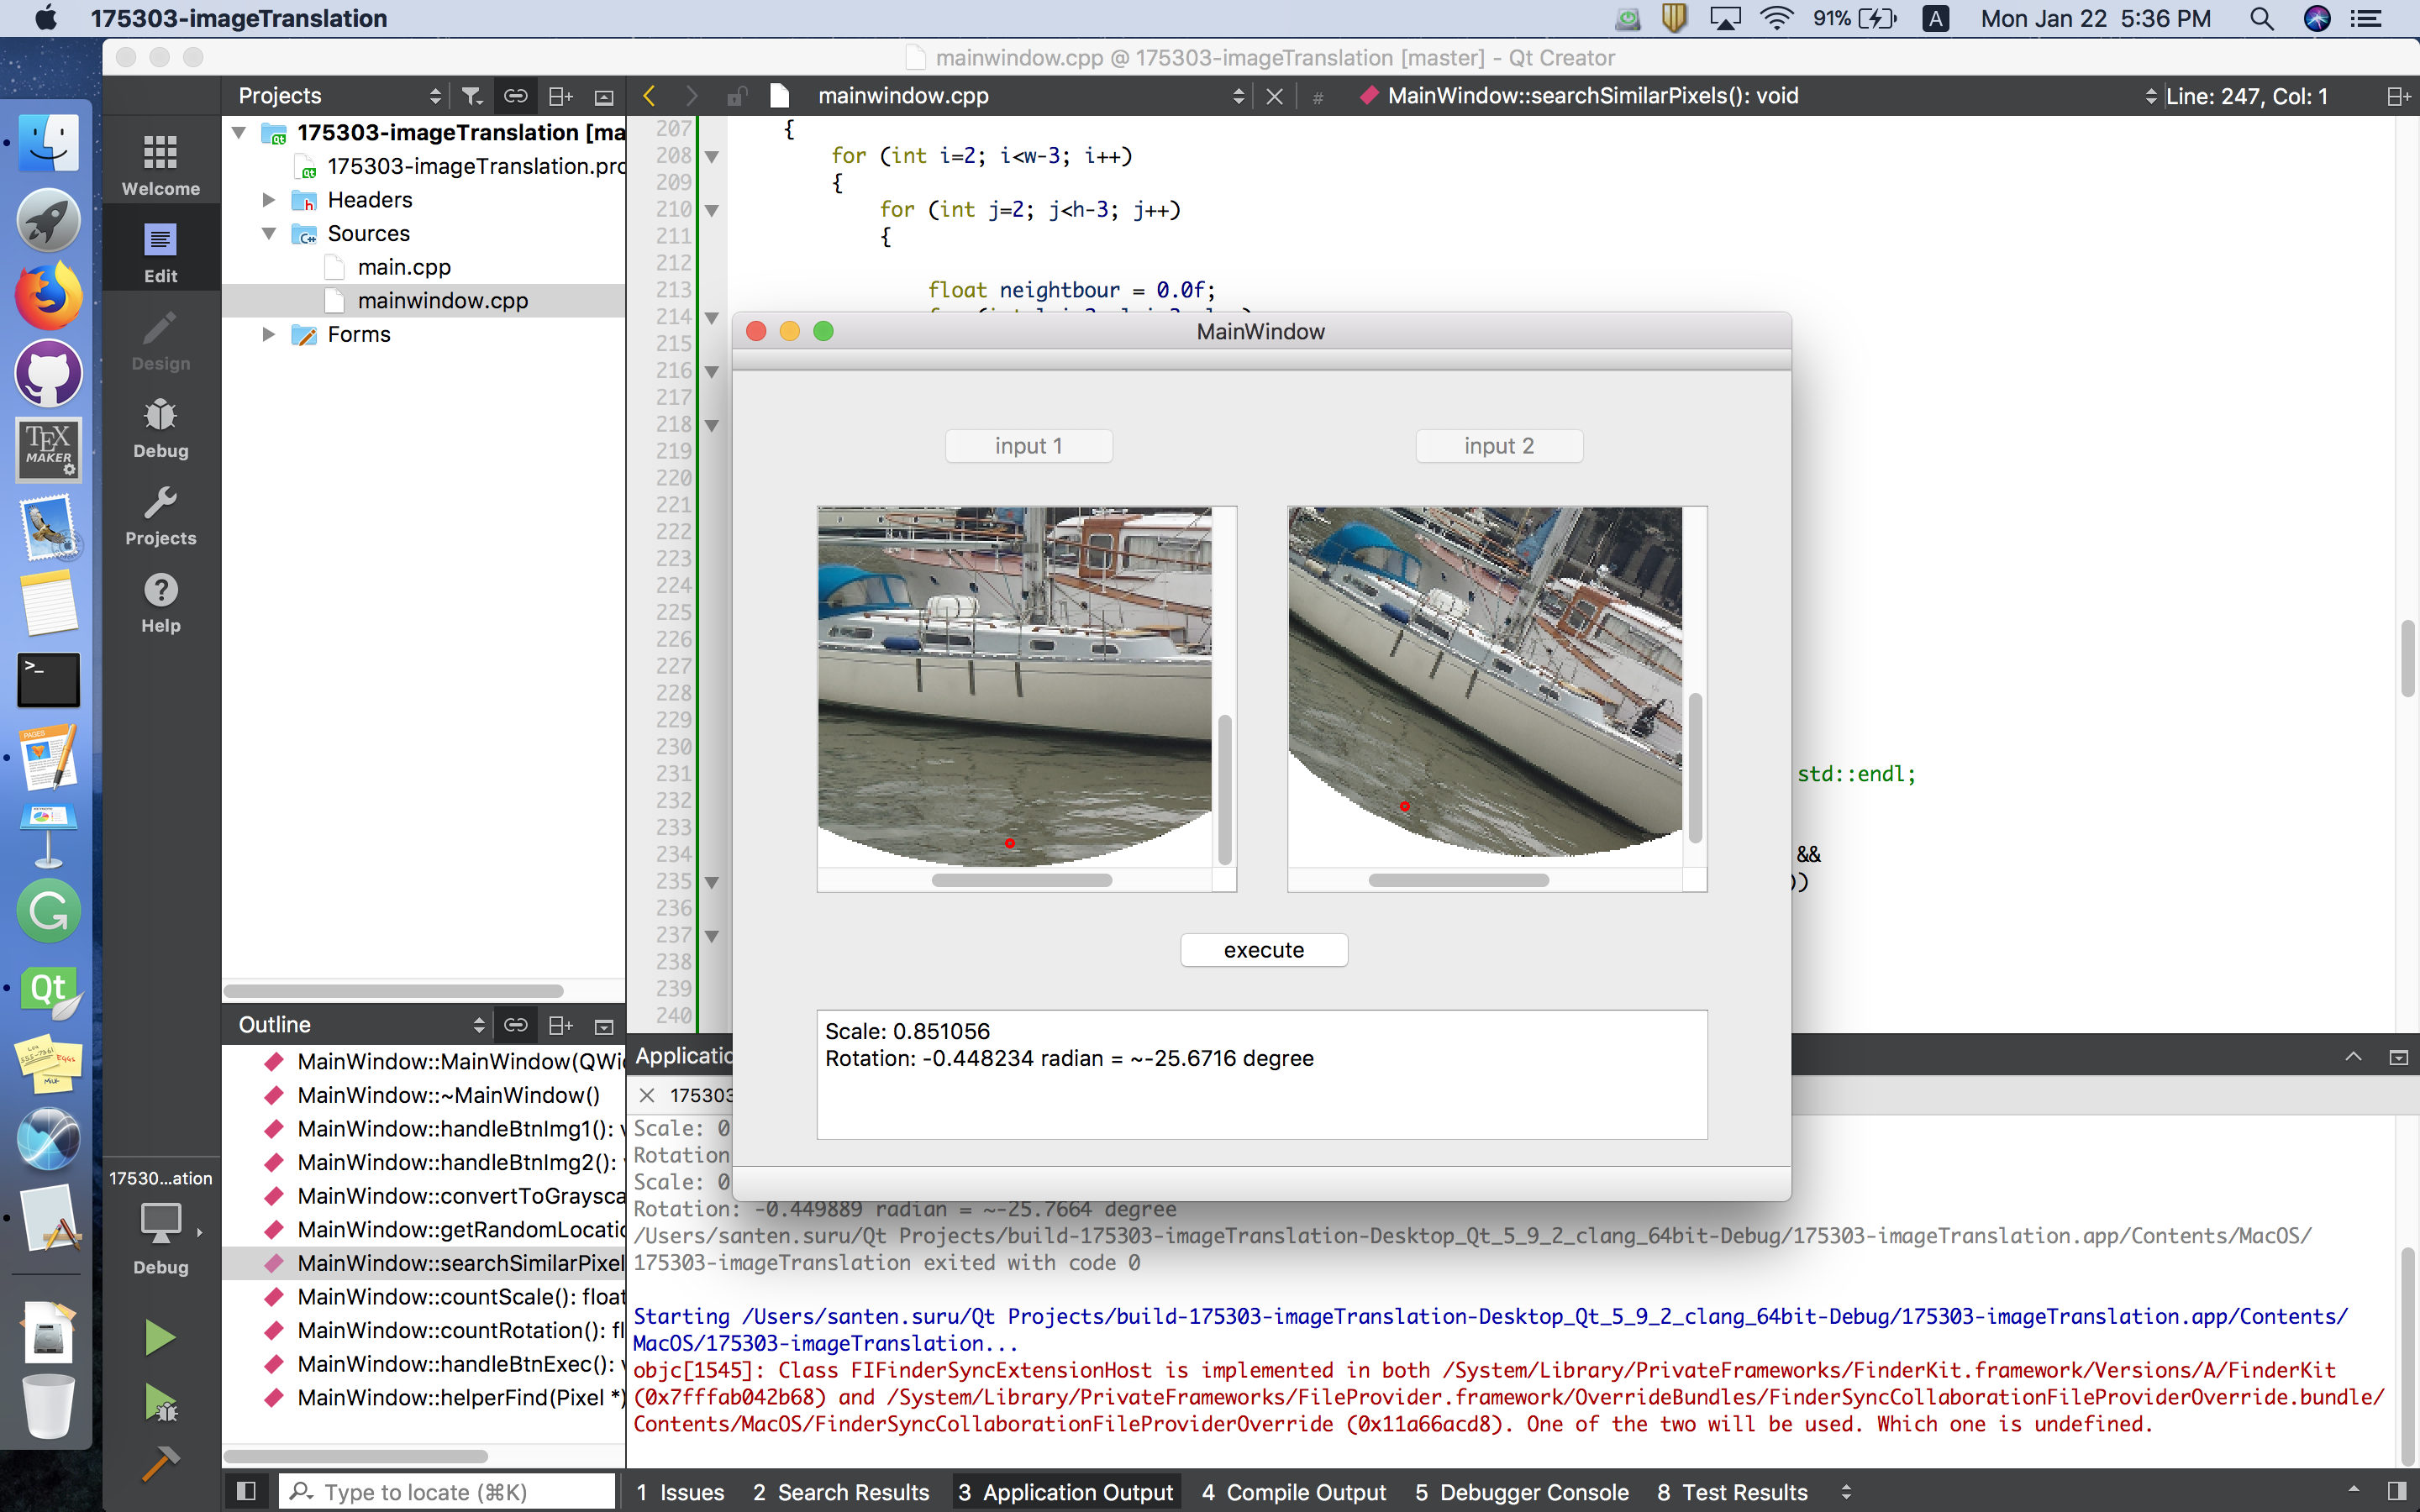 175303-imageTranslation
91%
A
Mon Jan 22 5:36 PM
mainwindow.cpp @ 175303-imageTranslation [master] - Qt Creator
Projects
mainwindow.cpp
#
MainWindow::searchSimilarPixels(): void
Line: 247, Col: 1
Welcome
Edit
Design
Debug
Projects
Help
175303-imageTranslation [ma
175303-imageTranslation.pro
Headers
Sources
main.cpp
mainwindow.cpp
Forms
207 {
208 for (int i=2; i<w-3; i++)
209 {
210 for (int j=2; j<h-3; j++)
211 {
212
213 float neightbour = 0.0f;
214
215
216
217
218
219
220
221
222
223
224
225
226
227
228
229
230
231 std::endl;
232
233
234 &&
235 ))
236
237
238
239
240
MainWindow
input 1
input 2
execute
Scale: 0.851056
Rotation: -0.448234 radian = ~-25.6716 degree
Outline
MainWindow::MainWindow(QWi
MainWindow::~MainWindow()
MainWindow::handleBtnImg1(): v
MainWindow::handleBtnImg2(): v
MainWindow::convertToGraysca
MainWindow::getRandomLocatio
MainWindow::searchSimilarPixel
MainWindow::countScale(): float
MainWindow::countRotation(): fl
MainWindow::handleBtnExec(): v
MainWindow::helperFind(Pixel *)
17530...ation
Debug
Applicatio
175303
Scale: 0
Rotation
Scale: 0
Rotation: -0.449889 radian = ~-25.7664 degree
/Users/santen.suru/Qt Projects/build-175303-imageTranslation-Desktop_Qt_5_9_2_clang_64bit-Debug/175303-imageTranslation.app/Contents/MacOS/
175303-imageTranslation exited with code 0
Starting /Users/santen.suru/Qt Projects/build-175303-imageTranslation-Desktop_Qt_5_9_2_clang_64bit-Debug/175303-imageTranslation.app/Contents/
MacOS/175303-imageTranslation...
objc[1545]: Class FIFinderSyncExtensionHost is implemented in both /System/Library/PrivateFrameworks/FinderKit.framework/Versions/A/FinderKit
(0x7fffab042b68) and /System/Library/PrivateFrameworks/FileProvider.framework/OverrideBundles/FinderSyncCollaborationFileProviderOverride.bundle/
Contents/MacOS/FinderSyncCollaborationFileProviderOverride (0x11a66acd8). One of the two will be used. Which one is undefined.
Type to locate (⌘K)
1 Issues
2 Search Results
3 Application Output
4 Compile Output
5 Debugger Console
8 Test Results
TEX
MAKER
PAGES
Qt